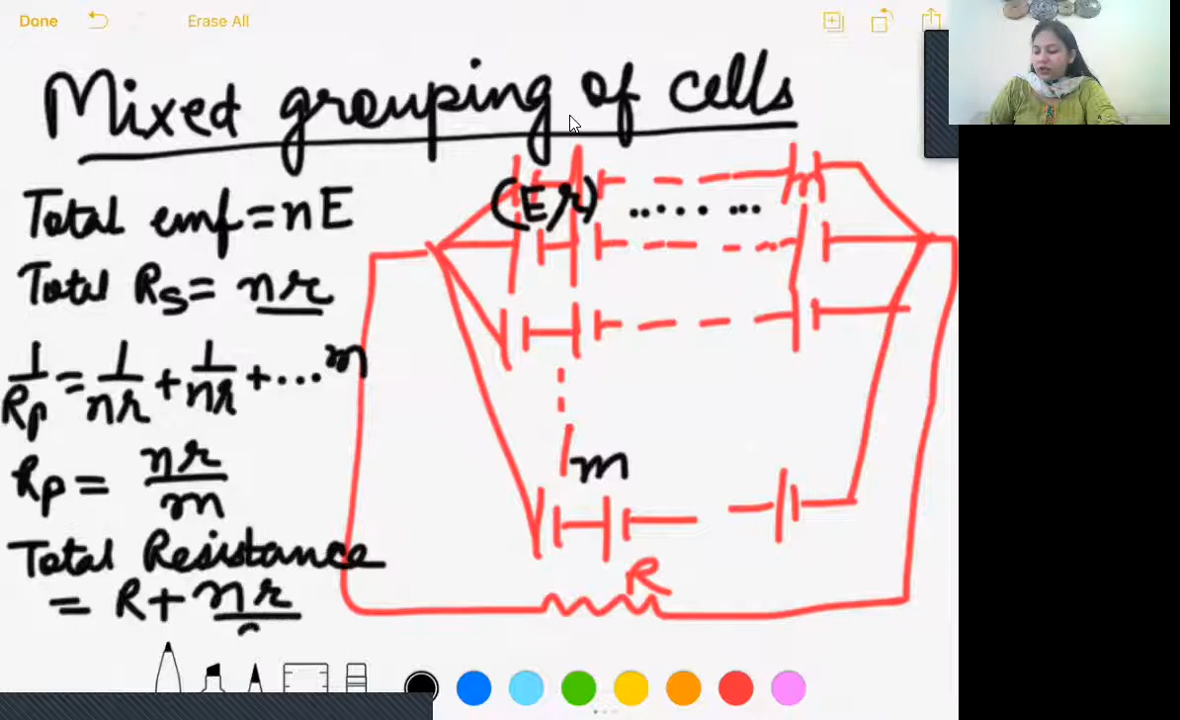 Done
Erase All
Mixed grouping of cells
Total emf = nE
(E, r) ........ n
Total Rs = nr
1/Rp = 1/nr + 1/nr + ... m
Rp = nr/m
m
Total Resistance
= R + nr/
R